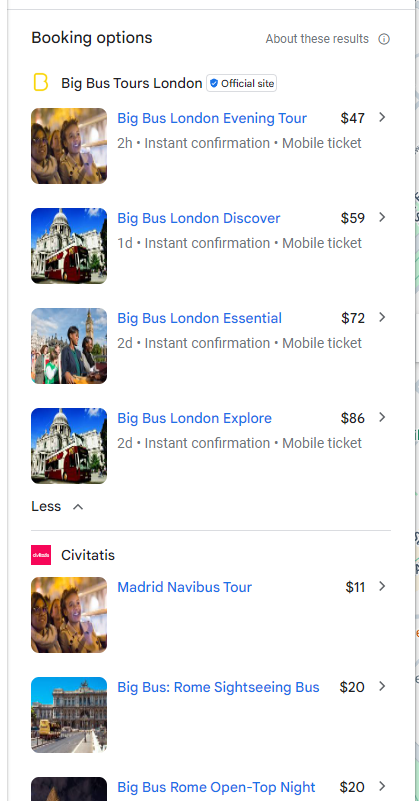 Booking options
About these results
Big Bus Tours London Official site
Big Bus London Evening Tour $47
2h • Instant confirmation • Mobile ticket
Big Bus London Discover $59
1d • Instant confirmation • Mobile ticket
Big Bus London Essential $72
2d • Instant confirmation • Mobile ticket
Big Bus London Explore $86
2d • Instant confirmation • Mobile ticket
Less
civitatis Civitatis
Madrid Navibus Tour $11
Big Bus: Rome Sightseeing Bus $20
Big Bus Rome Open-Top Night $20